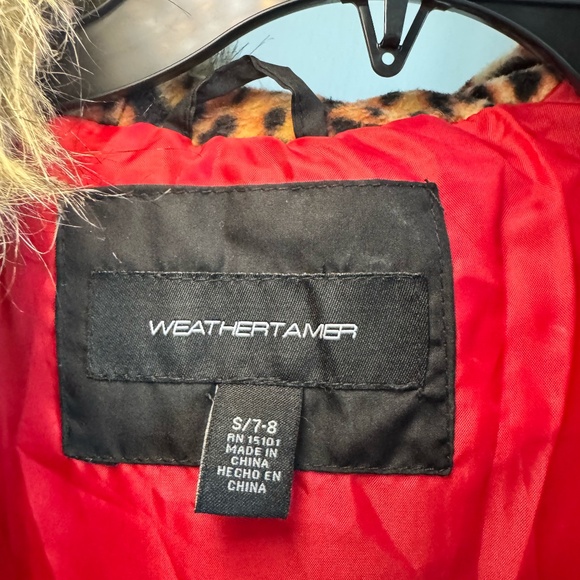 WEATHERTAMER
S/7-8
RN 15101
MADE IN
CHINA
HECHO EN
CHINA